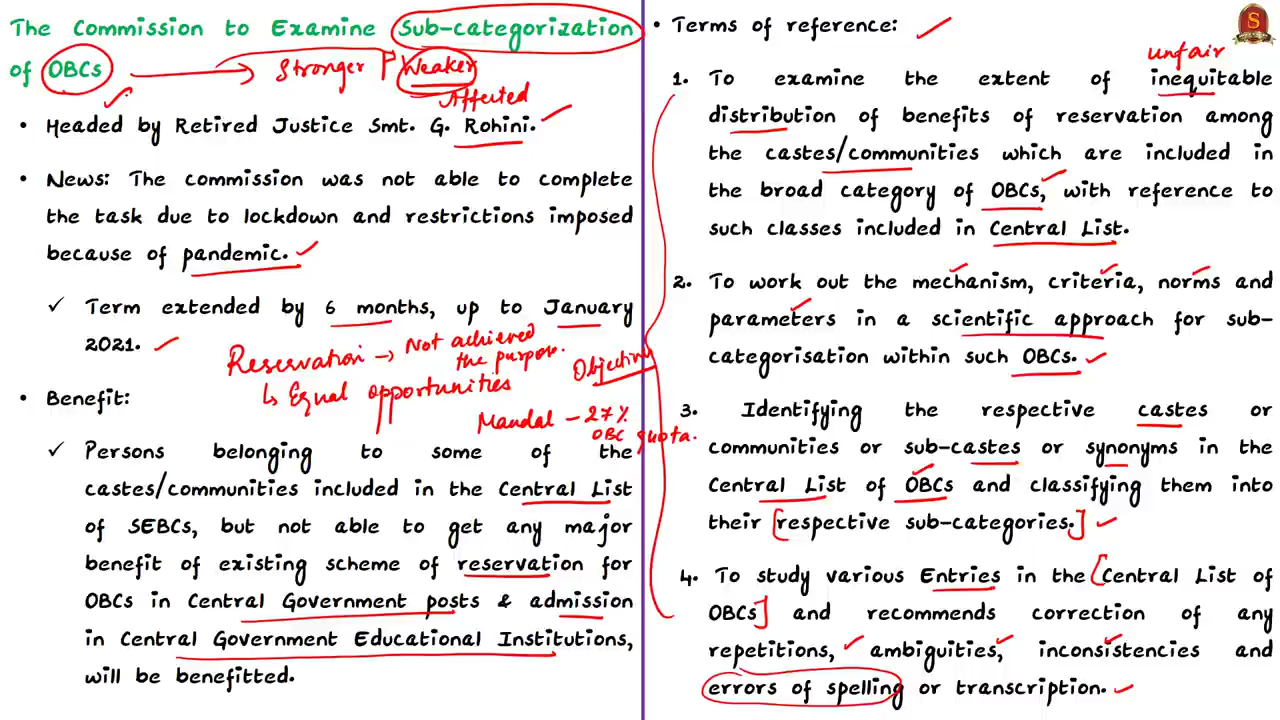 The Commission to Examine Sub-categorization
of OBCs
Stronger
Weaker
Affected
• Headed by Retired Justice Smt. G. Rohini.
• News: The commission was not able to complete
the task due to lockdown and restrictions imposed
because of pandemic.
✓ Term extended by 6 months, up to January
2021.
Reservation → Not achieved
the purpose.
↳ Equal opportunities
Objectives
Mandal – 27%
OBC quota.
• Benefit:
✓ Persons belonging to some of the
castes/communities included in the Central List
of SEBCs, but not able to get any major
benefit of existing scheme of reservation for
OBCs in Central Government posts & admission
in Central Government Educational Institutions,
will be benefitted.
• Terms of reference:
unfair
1. To examine the extent of inequitable
distribution of benefits of reservation among
the castes/communities which are included in
the broad category of OBCs, with reference to
such classes included in Central List.
2. To work out the mechanism, criteria, norms and
parameters in a scientific approach for sub-
categorisation within such OBCs.
3. Identifying the respective castes or
communities or sub-castes or synonyms in the
Central List of OBCs and classifying them into
their [respective sub-categories.]
4. To study various Entries in the [Central List of
OBCs] and recommends correction of any
repetitions, ambiguities, inconsistencies and
errors of spelling or transcription.
S